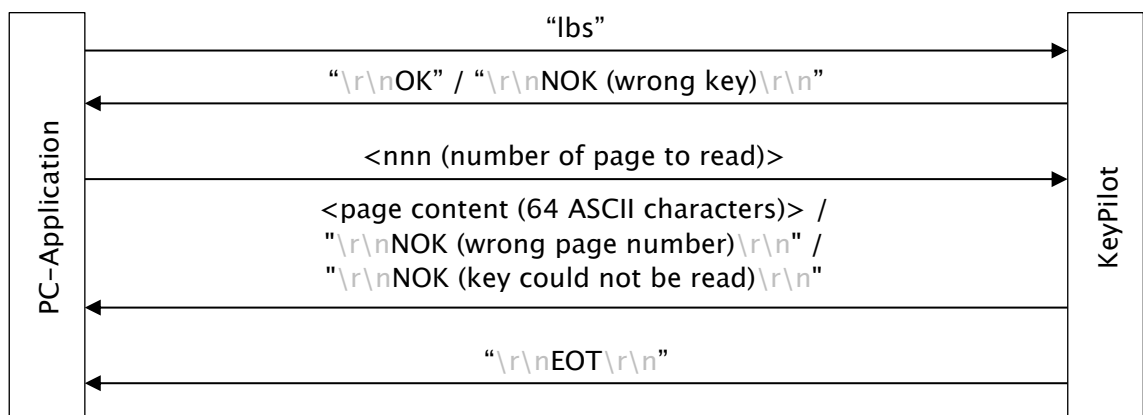 “lbs”
“\r\nOK” / “\r\nNOK (wrong key)\r\n”
<nnn (number of page to read)>
<page content (64 ASCII characters)> /
"\r\nNOK (wrong page number)\r\n" /
"\r\nNOK (key could not be read)\r\n"
“\r\nEOT\r\n”
PC-Application
KeyPilot